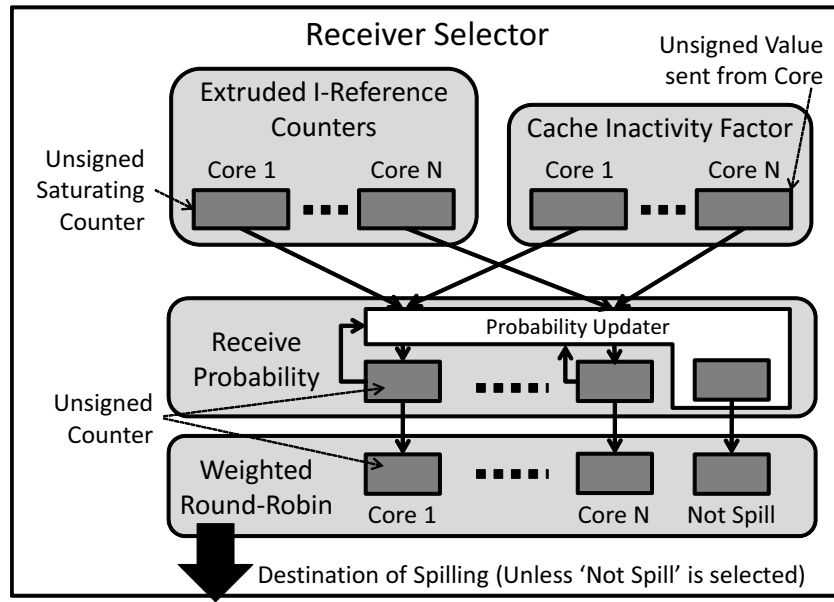 Receiver Selector
Unsigned Value
sent from Core
Extruded I-Reference
Counters
Cache Inactivity Factor
Unsigned
Saturating
Counter
Core 1
Core N
Core 1
Core N
Probability Updater
Receive
Probability
Unsigned
Counter
Weighted
Round-Robin
Core 1
Core N
Not Spill
Destination of Spilling (Unless ‘Not Spill’ is selected)